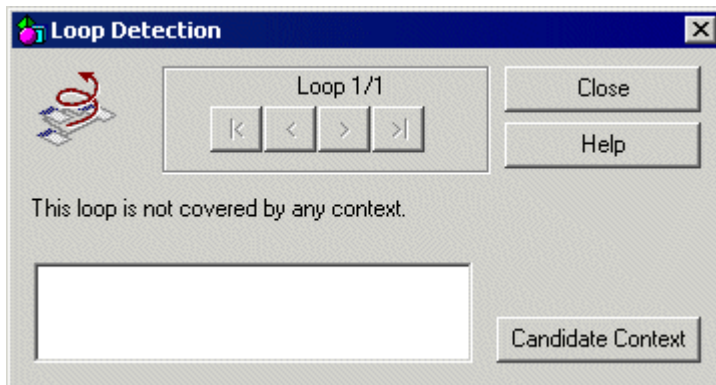 Loop Detection
Loop 1/1
Close
|< < > >|
Help
This loop is not covered by any context.
Candidate Context